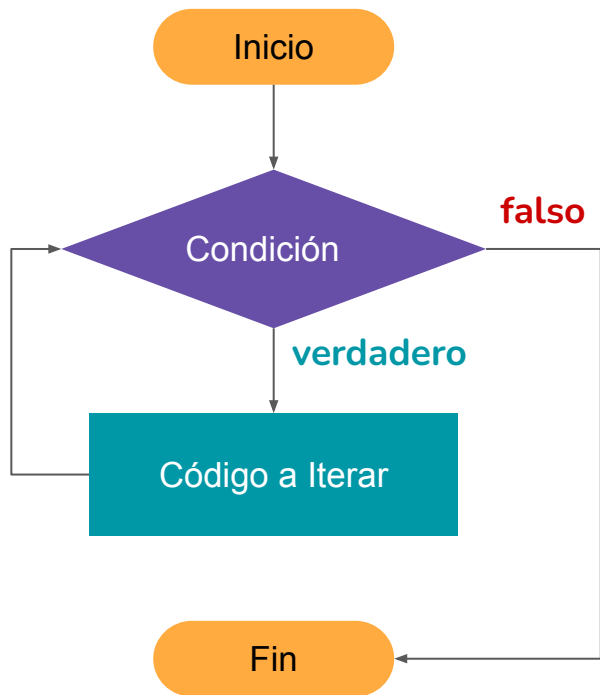 Inicio
falso
Condición
verdadero
Código a Iterar
Fin